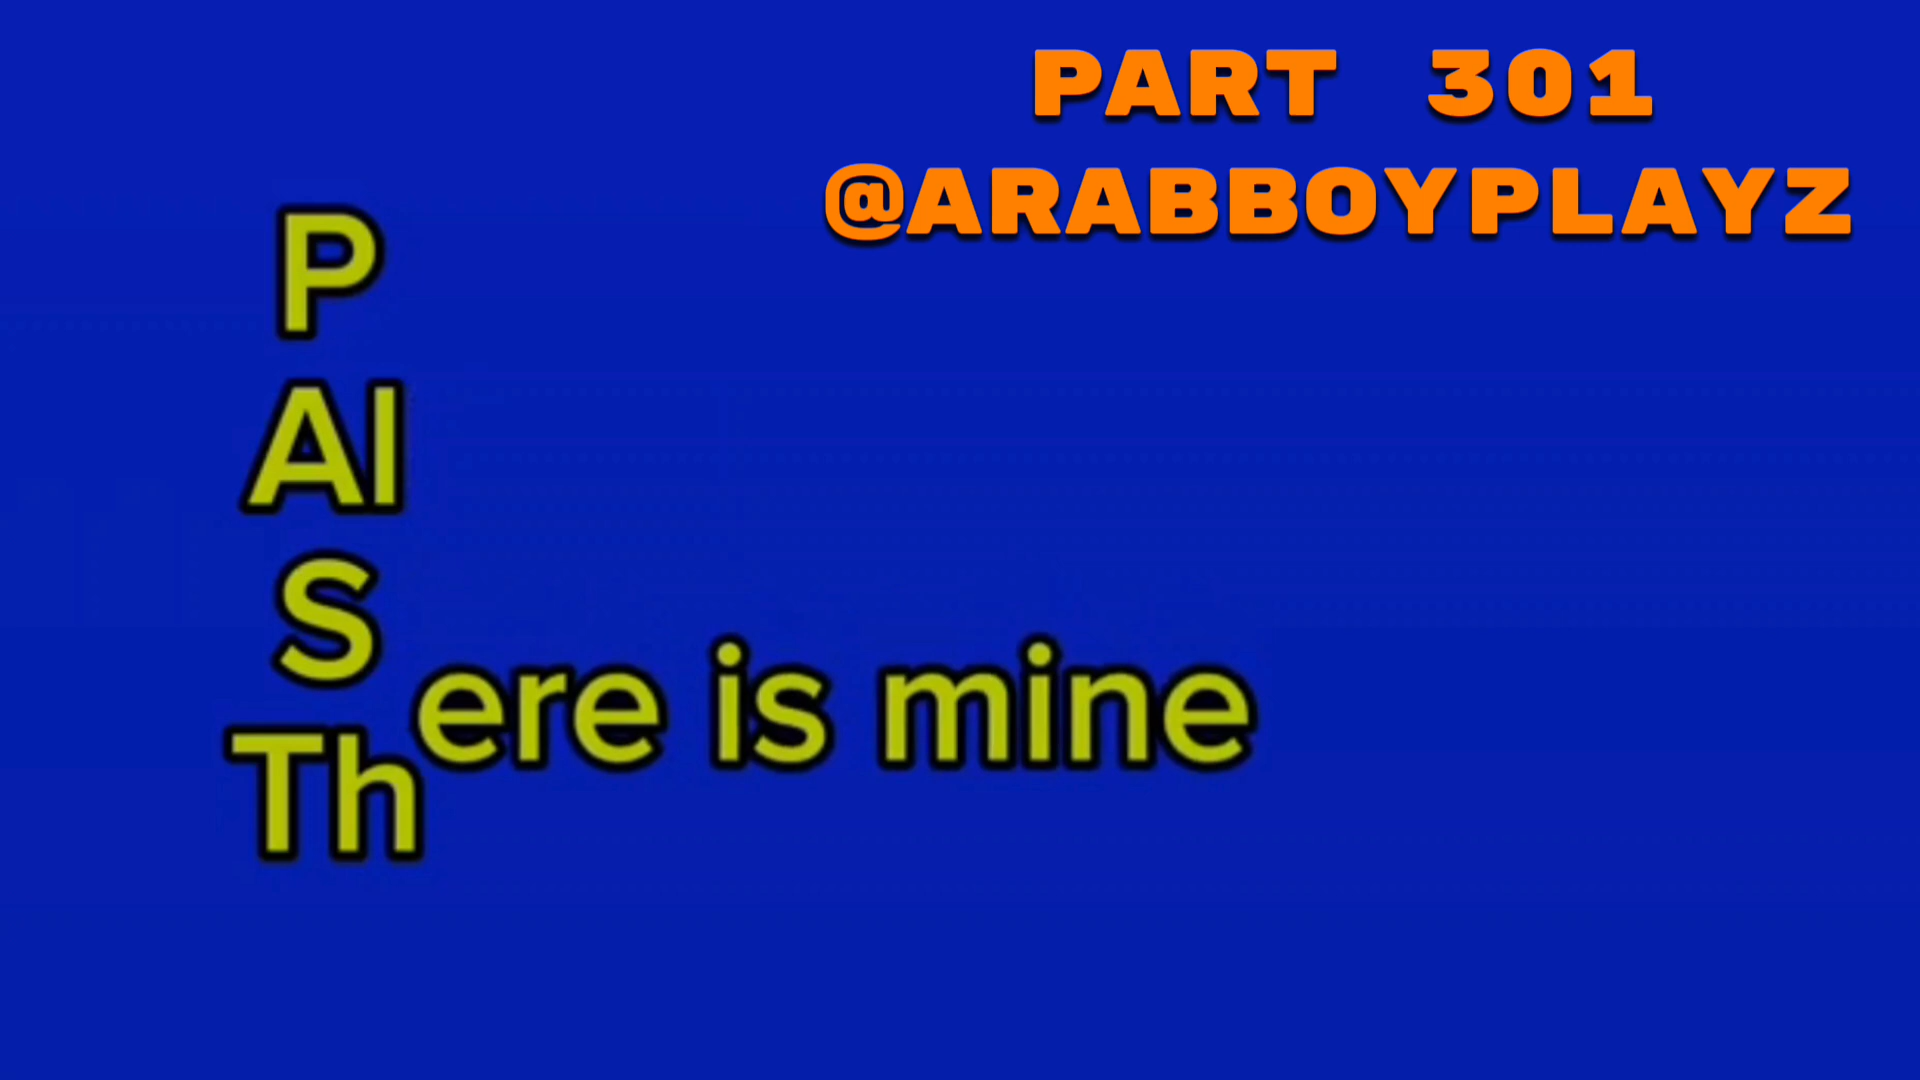 PART 301
@ARABBOYPLAYZ
P
Al
S
There is mine